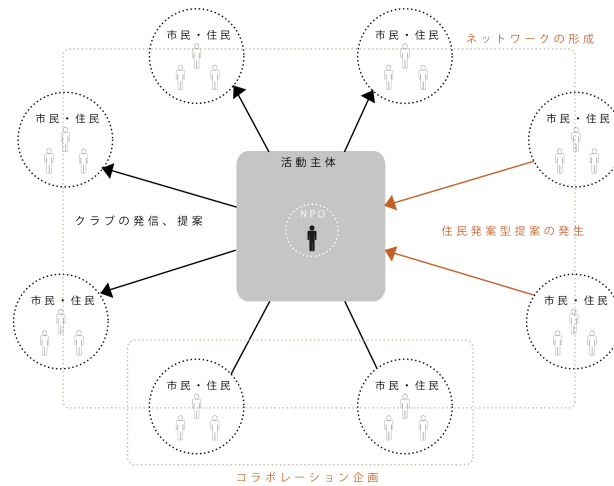 市民・住民
市民・住民
ネットワークの形成
市民・住民
市民・住民
活動主体
NPO
クラブの発信、提案
住民発案型提案の発生
市民・住民
市民・住民
市民・住民
市民・住民
コラボレーション企画